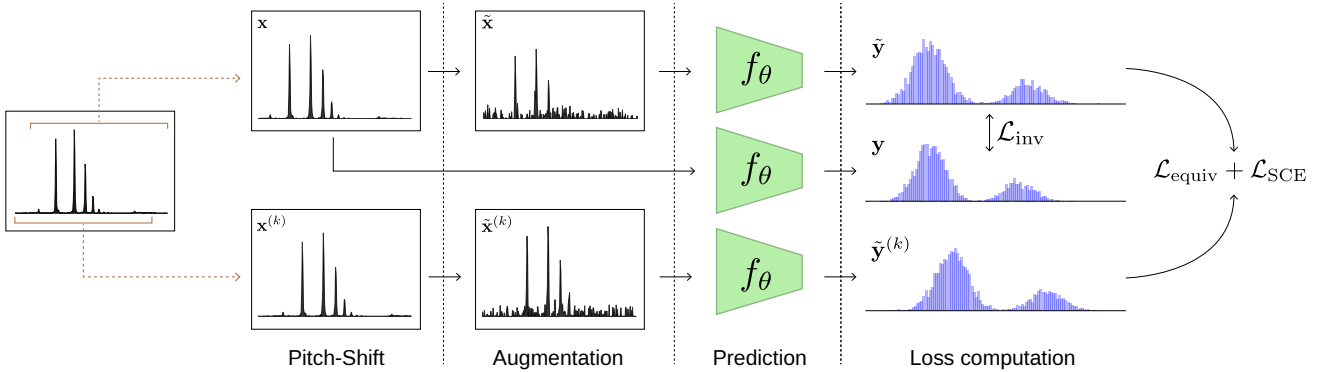 x
x̃
f_θ
ỹ
ℒ_inv
f_θ
y
ℒ_equiv + ℒ_SCE
x^(k)
x̃^(k)
f_θ
ỹ^(k)
Pitch-Shift
Augmentation
Prediction
Loss computation